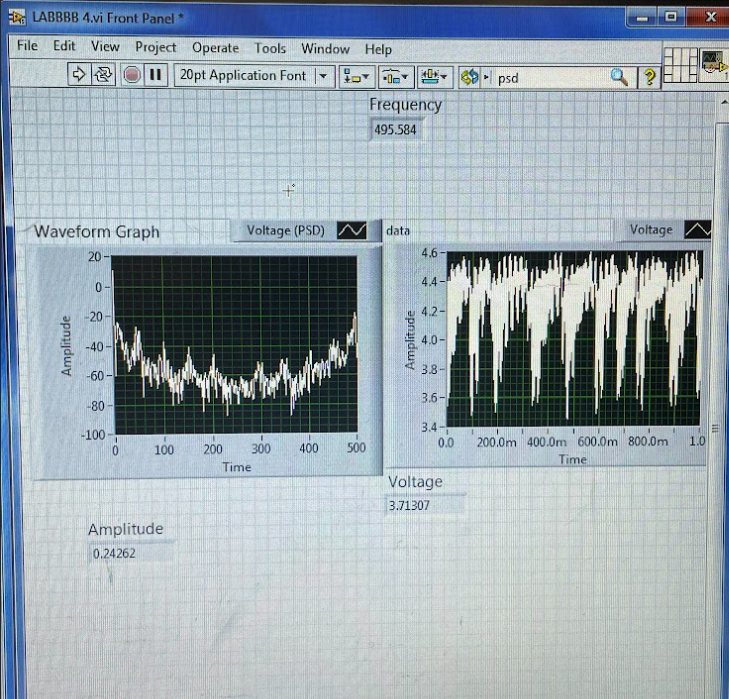 LABBBB 4.vi Front Panel *
File Edit View Project Operate Tools Window Help
20pt Application Font
psd
?
Frequency
495.584
Waveform Graph
Voltage (PSD)
data
Voltage
20
0
-20
-40
-60
-80
-100
Amplitude
0 100 200 300 400 500
Time
4.6
4.4
4.2
4.0
3.8
3.6
3.4
Amplitude
0.0 200.0m 400.0m 600.0m 800.0m 1.0
Time
Voltage
3.71307
Amplitude
0.24262